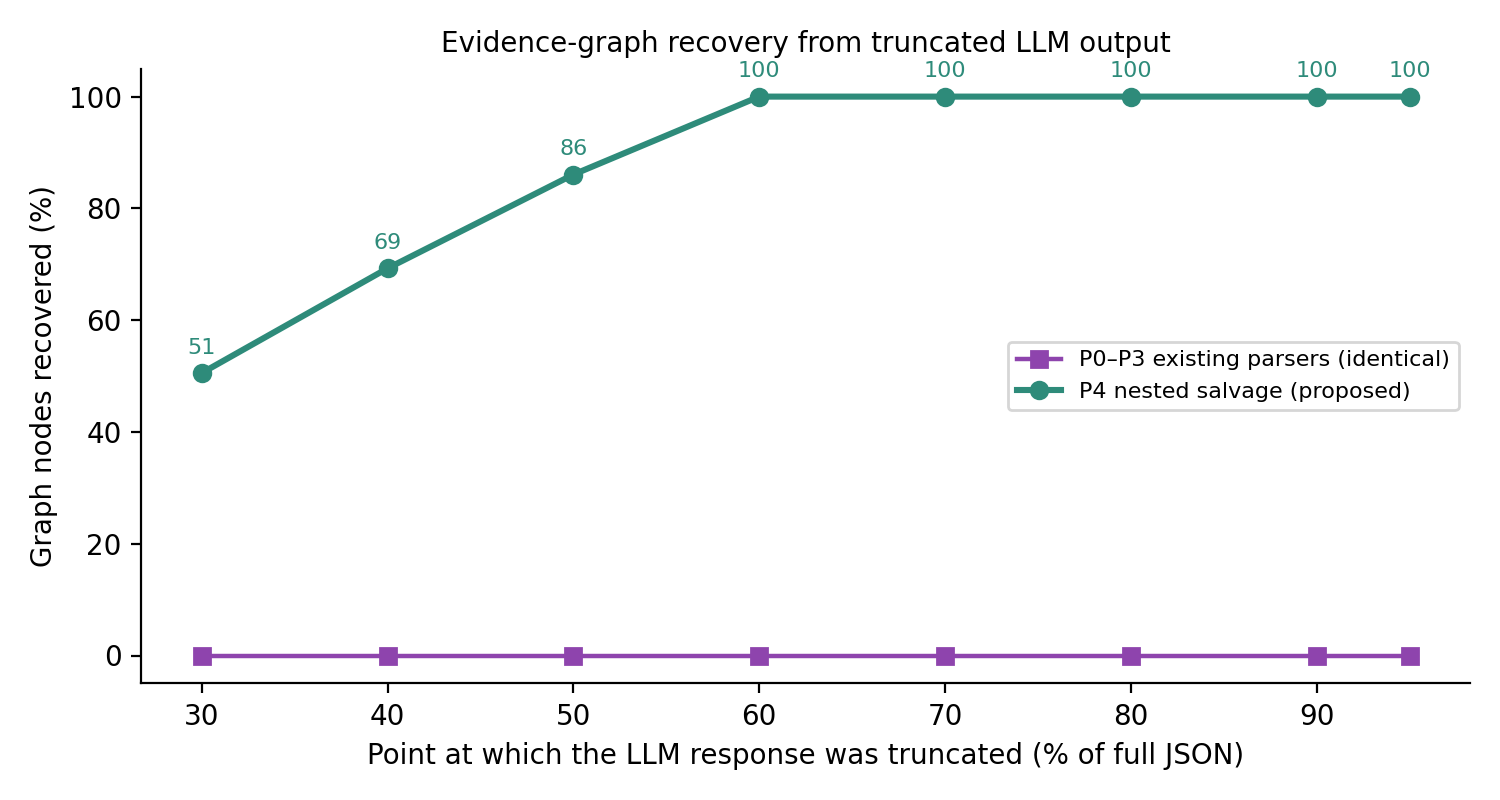 Evidence-graph recovery from truncated LLM output
100 100 100 100 100
86
69
51
Graph nodes recovered (%)
100
80
60
40
20
0
P0–P3 existing parsers (identical)
P4 nested salvage (proposed)
30 40 50 60 70 80 90
Point at which the LLM response was truncated (% of full JSON)